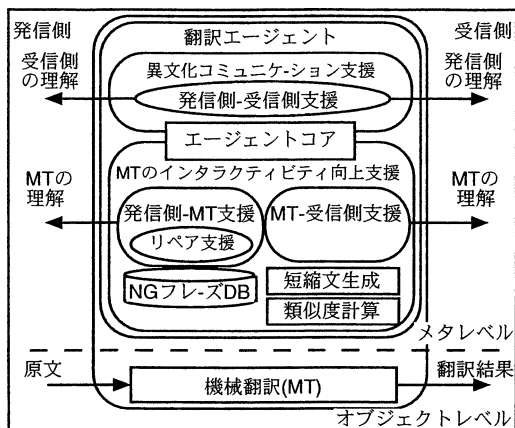 発信側
受信側
翻訳エージェント
受信側
の理解
発信側
の理解
異文化コミュニケ-ション支援
発信側-受信側支援
エージェントコア
MTのインタラクティビティ向上支援
MTの
理解
MTの
理解
発信側-MT支援
MT-受信側支援
リペア支援
NGフレ-ズDB
短縮文生成
類似度計算
メタレベル
原文
翻訳結果
機械翻訳(MT)
オブジェクトレベル